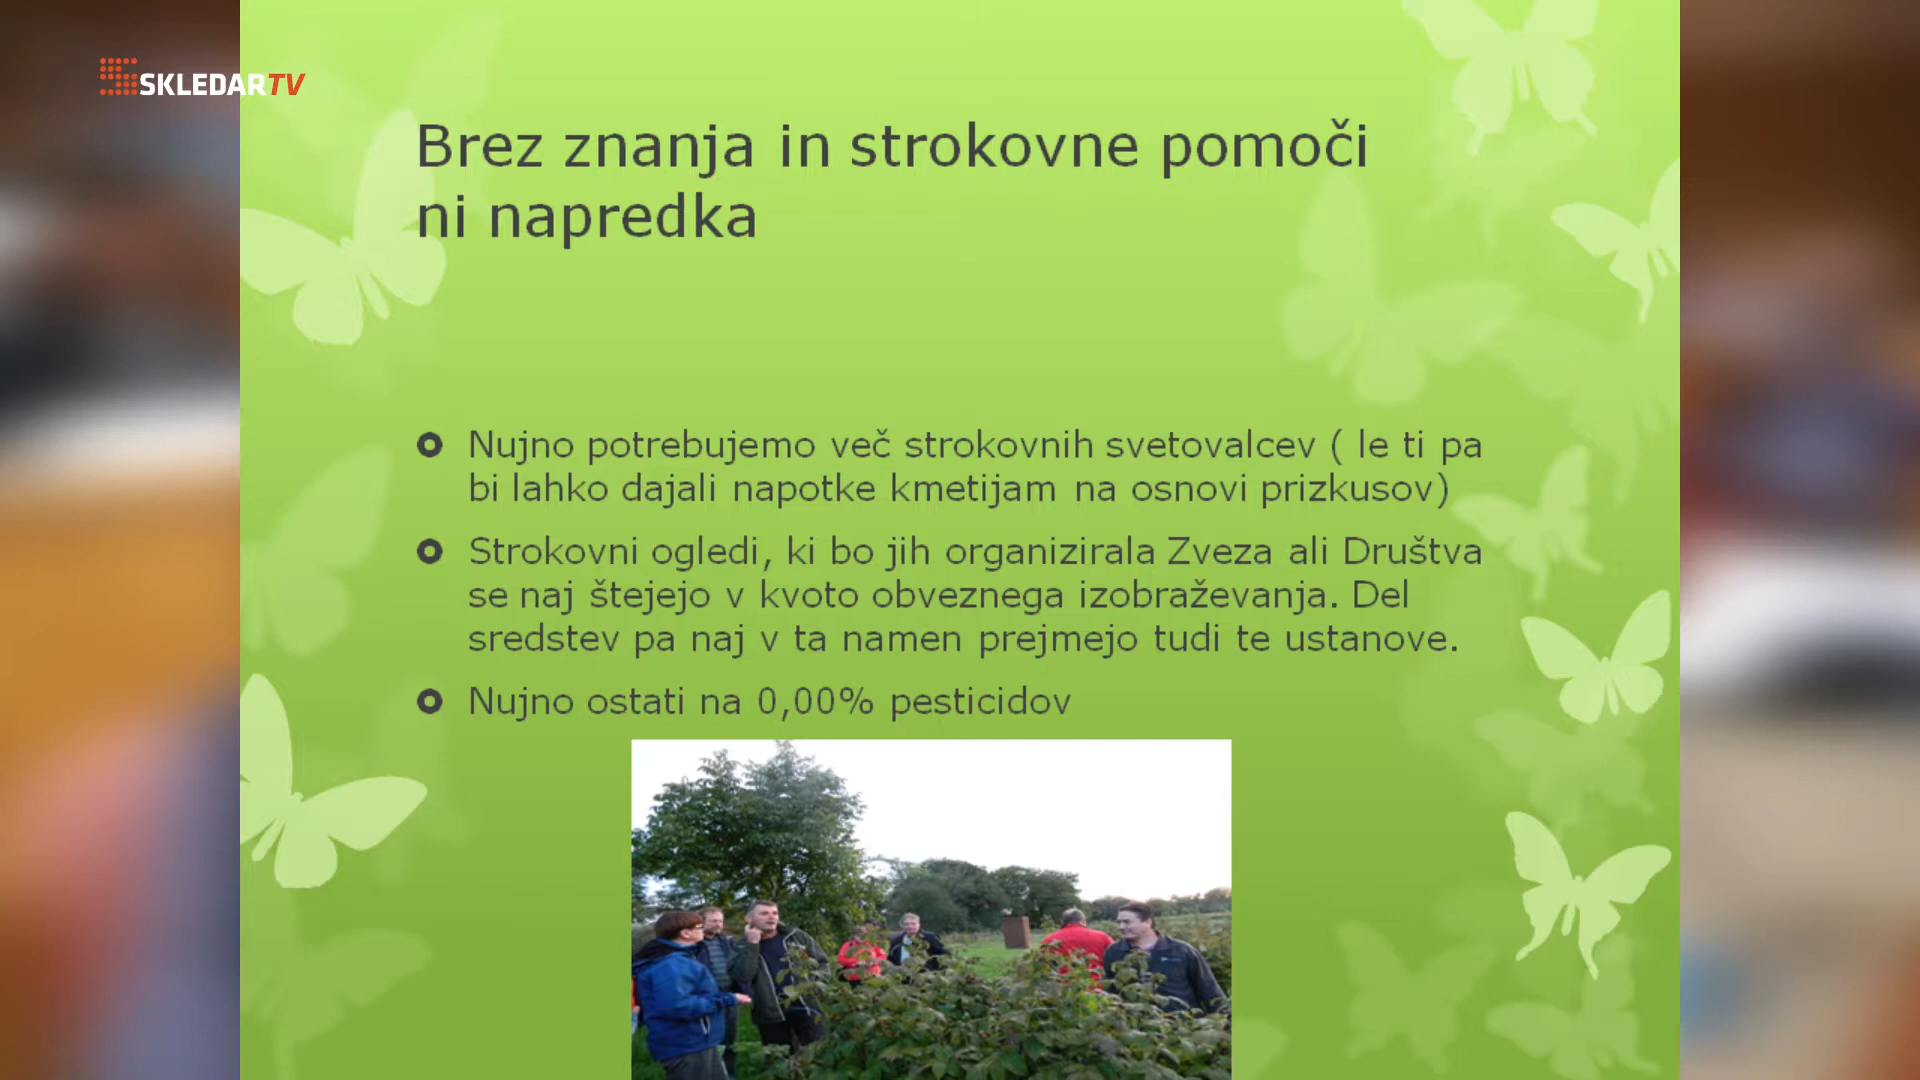 SKLEDARTV
Brez znanja in strokovne pomoči
ni napredka
Nujno potrebujemo več strokovnih svetovalcev ( le ti pa
bi lahko dajali napotke kmetijam na osnovi prizkusov)
Strokovni ogledi, ki bo jih organizirala Zveza ali Društva
se naj štejejo v kvoto obveznega izobraževanja. Del
sredstev pa naj v ta namen prejmejo tudi te ustanove.
Nujno ostati na 0,00% pesticidov